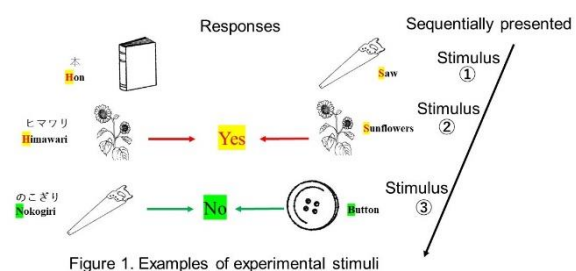 Responses
Sequentially presented
本
Hon
Saw
Stimulus
①
ヒマワリ
Himawari
Yes
Sunflowers
Stimulus
②
のこぎり
Nokogiri
No
Button
Stimulus
③
Figure 1. Examples of experimental stimuli